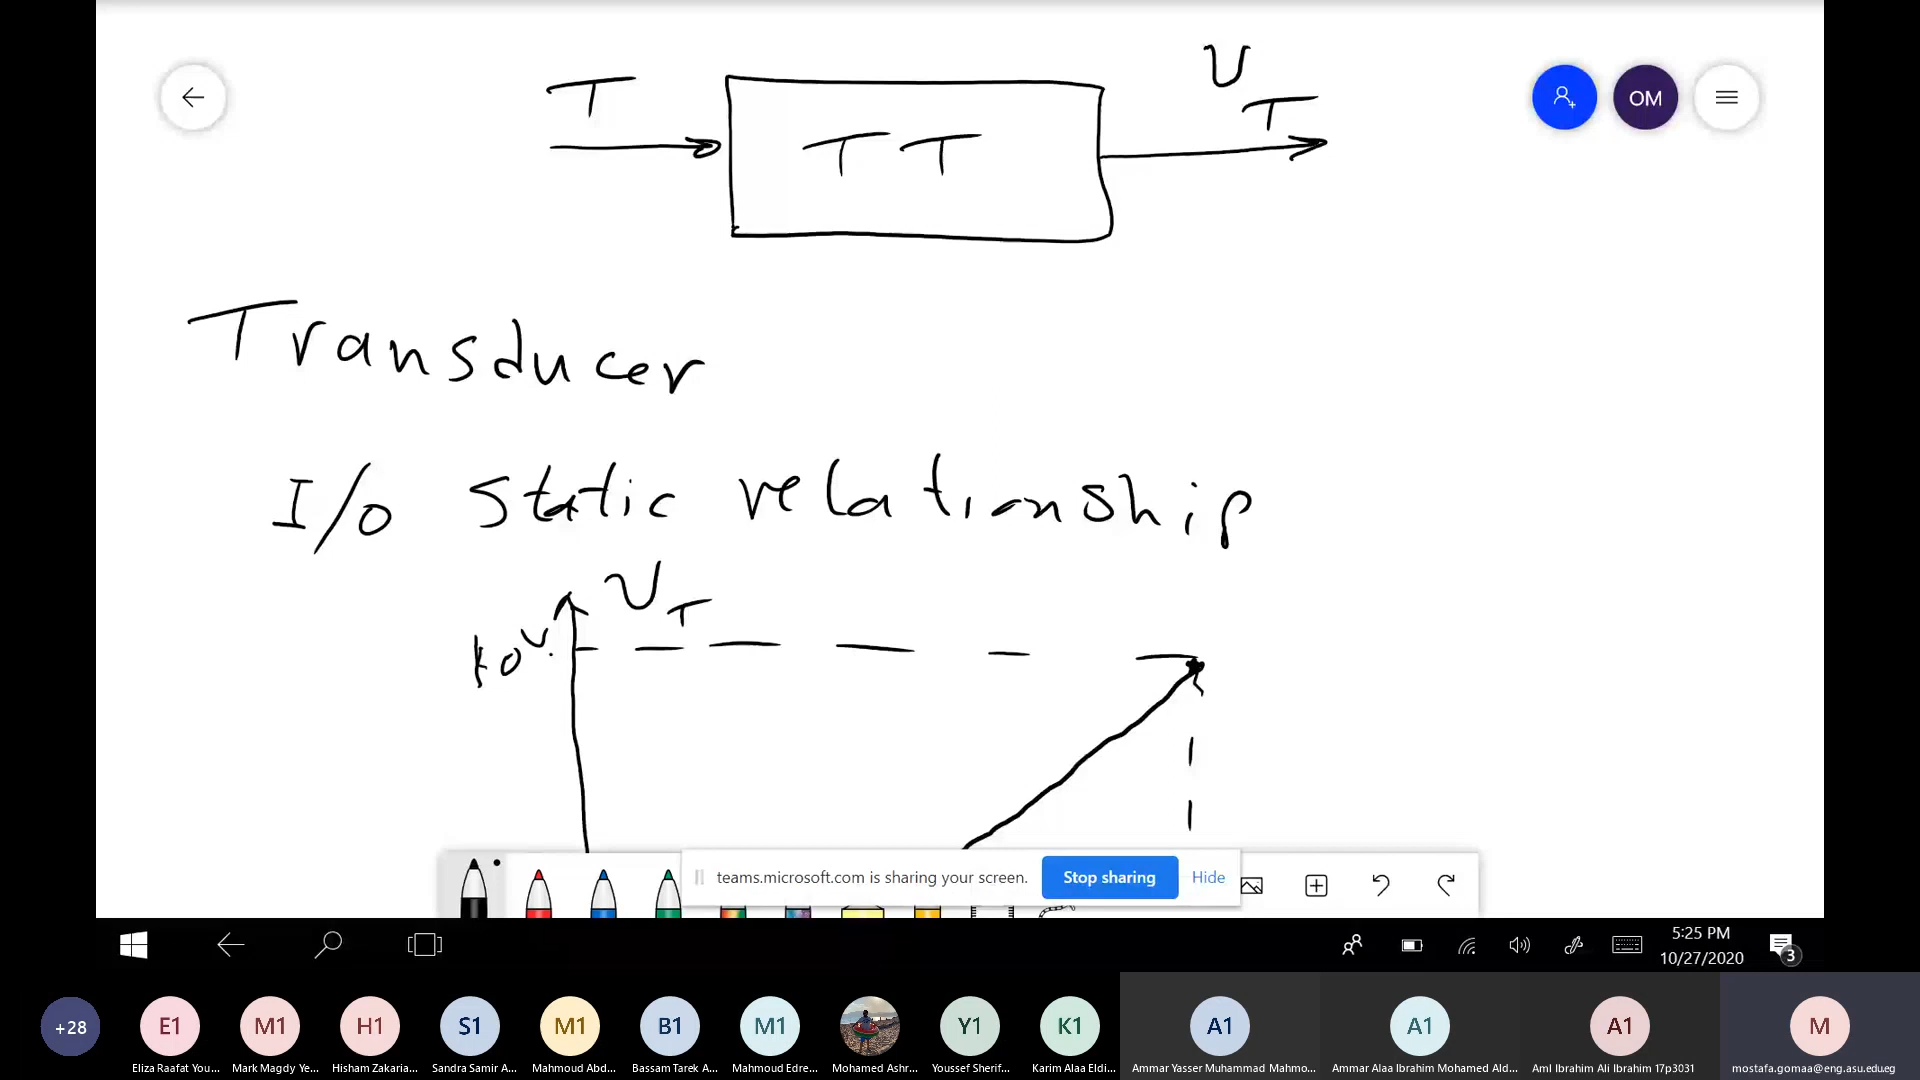 T
TT
V
T
OM
Transducer
I/O static relationship
V
T
10 V.
teams.microsoft.com is sharing your screen.
Stop sharing
Hide
5:25 PM
10/27/2020
3
+28
E1
M1
H1
S1
M1
B1
M1
Y1
K1
A1
A1
A1
M
Eliza Raafat You...
Mark Magdy Ye...
Hisham Zakaria...
Sandra Samir A...
Mahmoud Abd...
Bassam Tarek A...
Mahmoud Edre...
Mohamed Ashr...
Youssef Sherif...
Karim Alaa Eldi...
Ammar Yasser Muhammad Mahmo...
Ammar Alaa Ibrahim Mohamed Ald...
Aml Ibrahim Ali Ibrahim 17p3031
mostafa.gomaa@eng.asu.edu.eg